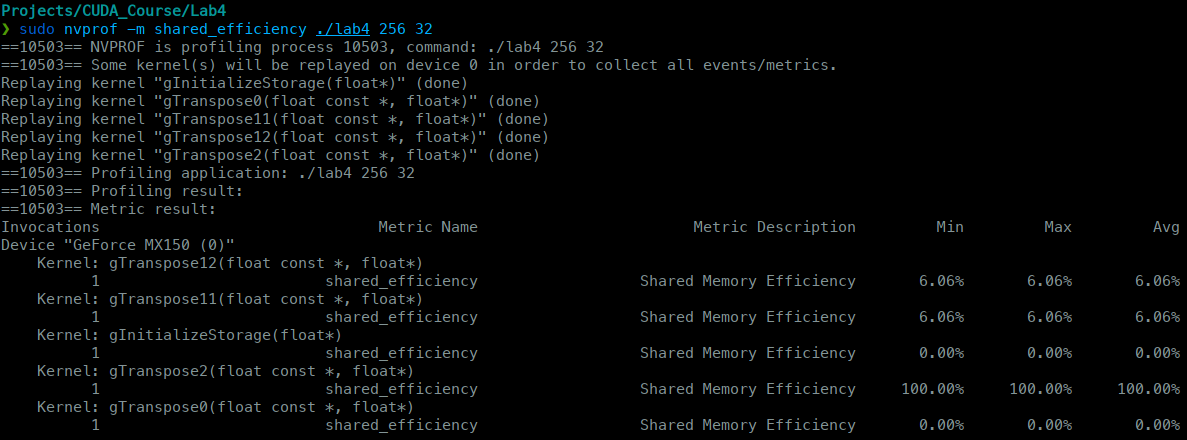 Projects/CUDA_Course/Lab4
❯ sudo nvprof -m shared_efficiency ./lab4 256 32
==10503== NVPROF is profiling process 10503, command: ./lab4 256 32
==10503== Some kernel(s) will be replayed on device 0 in order to collect all events/metrics.
Replaying kernel "gInitializeStorage(float*)" (done)
Replaying kernel "gTranspose0(float const *, float*)" (done)
Replaying kernel "gTranspose11(float const *, float*)" (done)
Replaying kernel "gTranspose12(float const *, float*)" (done)
Replaying kernel "gTranspose2(float const *, float*)" (done)
==10503== Profiling application: ./lab4 256 32
==10503== Profiling result:
==10503== Metric result:
Invocations                               Metric Name                        Metric Description         Min         Max         Avg
Device "GeForce MX150 (0)"
    Kernel: gTranspose12(float const *, float*)
          1                         shared_efficiency                  Shared Memory Efficiency       6.06%       6.06%       6.06%
    Kernel: gTranspose11(float const *, float*)
          1                         shared_efficiency                  Shared Memory Efficiency       6.06%       6.06%       6.06%
    Kernel: gInitializeStorage(float*)
          1                         shared_efficiency                  Shared Memory Efficiency       0.00%       0.00%       0.00%
    Kernel: gTranspose2(float const *, float*)
          1                         shared_efficiency                  Shared Memory Efficiency     100.00%     100.00%     100.00%
    Kernel: gTranspose0(float const *, float*)
          1                         shared_efficiency                  Shared Memory Efficiency       0.00%       0.00%       0.00%